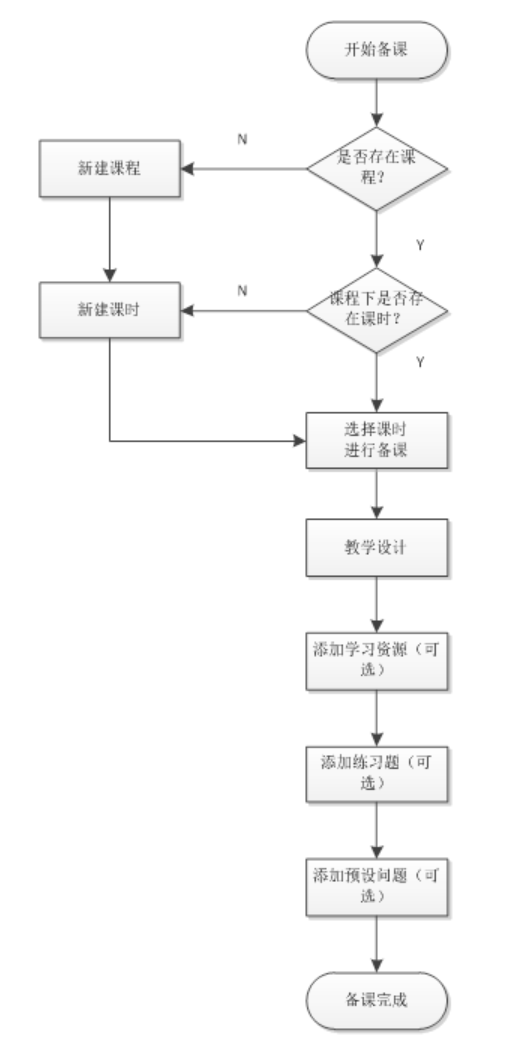 开始备课
N
是否存在课
程？
新建课程
Y
N
课程下是否存
在课时？
新建课时
Y
选择课时
进行备课
教学设计
添加学习资源（可
选）
添加练习题（可
选）
添加预设问题（可
选）
备课完成